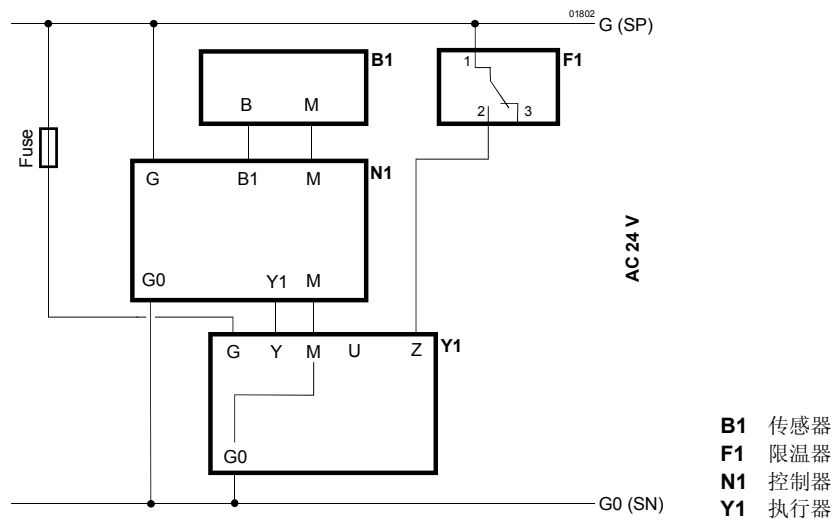 01802
G (SP)
B1
F1
1
B M
2 3
Fuse
G B1 M
N1
AC 24 V
G0 Y1 M
G Y M U Z
Y1
G0
G0 (SN)
B1 传感器
F1 限温器
N1 控制器
Y1 执行器